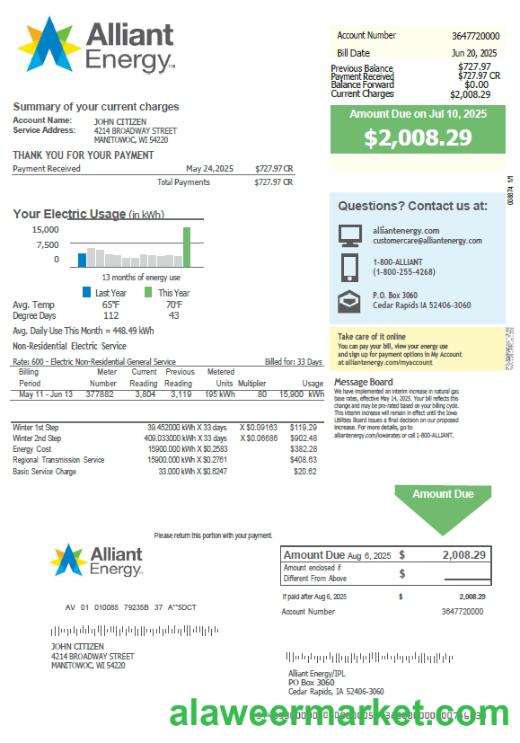 Alliant
Energy™
Account Number 3647720000
Bill Date Jun 20, 2025
Previous Balance $727.97
Payment Received $727.97 CR
Balance Forward $0.00
Current Charges $2,008.29
Amount Due on Jul 10, 2025
$2,008.29
Summary of your current charges
Account Name: JOHN CITIZEN
Service Address: 4214 BROADWAY STREET
MANITOWOC, WI 54220
THANK YOU FOR YOUR PAYMENT
Payment Received May 24,2025 $727.97 CR
Total Payments $727.97 CR
Questions? Contact us at:
alliantenergy.com
customercare@alliantenergy.com
1-800-ALLIANT
(1-800-255-4268)
P.O. Box 3060
Cedar Rapids IA 52406-3060
Your Electric Usage (in kWh)
15,000
7,500
0
13 months of energy use
Last Year This Year
Avg. Temp 65°F 70°F
Degree Days 112 43
Avg. Daily Use This Month = 448.49 kWh
Non-Residential Electric Service
Rate: 600 - Electric Non-Residential General Service Billed for: 33 Days
Billing Meter Current Previous Metered
Period Number Reading Reading Units Multiplier Usage
May 11 - Jun 13 377882 3,804 3,119 195 kWh 80 15,900 kWh
Winter 1st Step 39.452000 kWh X 33 days X $0.09163 $119.29
Winter 2nd Step 409.033000 kWh X 33 days X $0.06686 $902.48
Energy Cost 15900.000 kWh X $0.2583 $382.28
Regional Transmission Service 15900.000 kWh X $0.2761 $408.63
Basic Service Charge 33.000 kWh X $0.6247 $20.62
Take care of it online
You can pay your bill, view your energy use
and sign up for payment options in My Account
at alliantenergy.com/myaccount
Message Board
We have implemented an interim increase in natural gas
base rates, effective May 14, 2025. Your bill reflects this
change and may be pro-rated based on your billing cycle.
This interim increase will remain in effect until the Iowa
Utilities Board issues a final decision on our proposed
increase. For more details, go to
alliantenergy.com/iowarates or call 1-800-ALLIANT.
Amount Due
Please return this portion with your payment.
Alliant
Energy.
Amount Due Aug 6, 2025 $ 2,008.29
Amount enclosed if
Different From Above $
If paid after Aug 6, 2025 $ 2,008.29
Account Number 3647720000
AV 01 010085 79235B 37 A**5DCT
JOHN CITIZEN
4214 BROADWAY STREET
MANITOWOC, WI 54220
Alliant Energy/IPL
PO Box 3060
Cedar Rapids, IA 52406-3060
alaweermarket.com